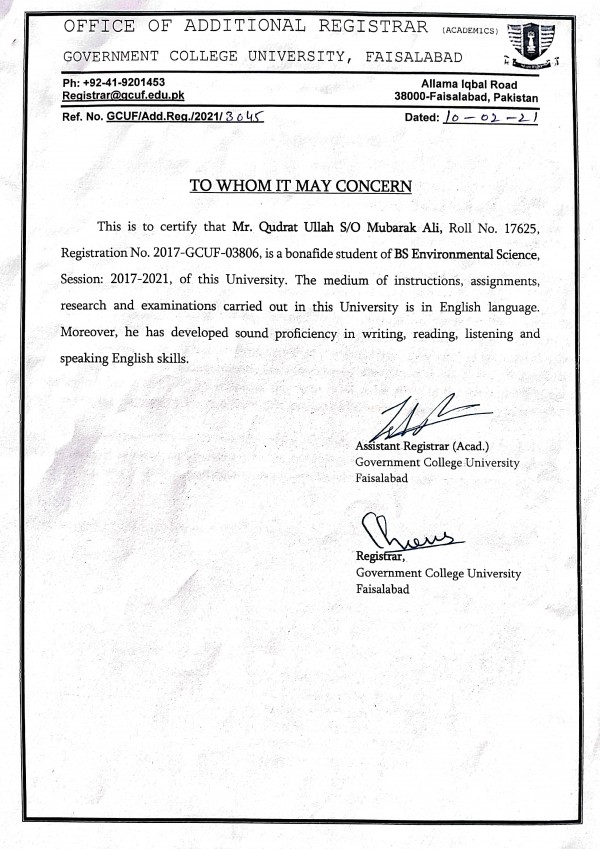 OFFICE OF ADDITIONAL REGISTRAR (ACADEMICS)
GOVERNMENT COLLEGE UNIVERSITY, FAISALABAD
Ph: +92-41-9201453
Registrar@gcuf.edu.pk
Allama Iqbal Road
38000-Faisalabad, Pakistan
Ref. No. GCUF/Add.Reg./2021/3045
Dated: 10-02-21
TO WHOM IT MAY CONCERN
This is to certify that Mr. Qudrat Ullah S/O Mubarak Ali, Roll No. 17625,
Registration No. 2017-GCUF-03806, is a bonafide student of BS Environmental Science,
Session: 2017-2021, of this University. The medium of instructions, assignments,
research and examinations carried out in this University is in English language.
Moreover, he has developed sound proficiency in writing, reading, listening and
speaking English skills.
Assistant Registrar (Acad.)
Government College University
Faisalabad
Registrar,
Government College University
Faisalabad